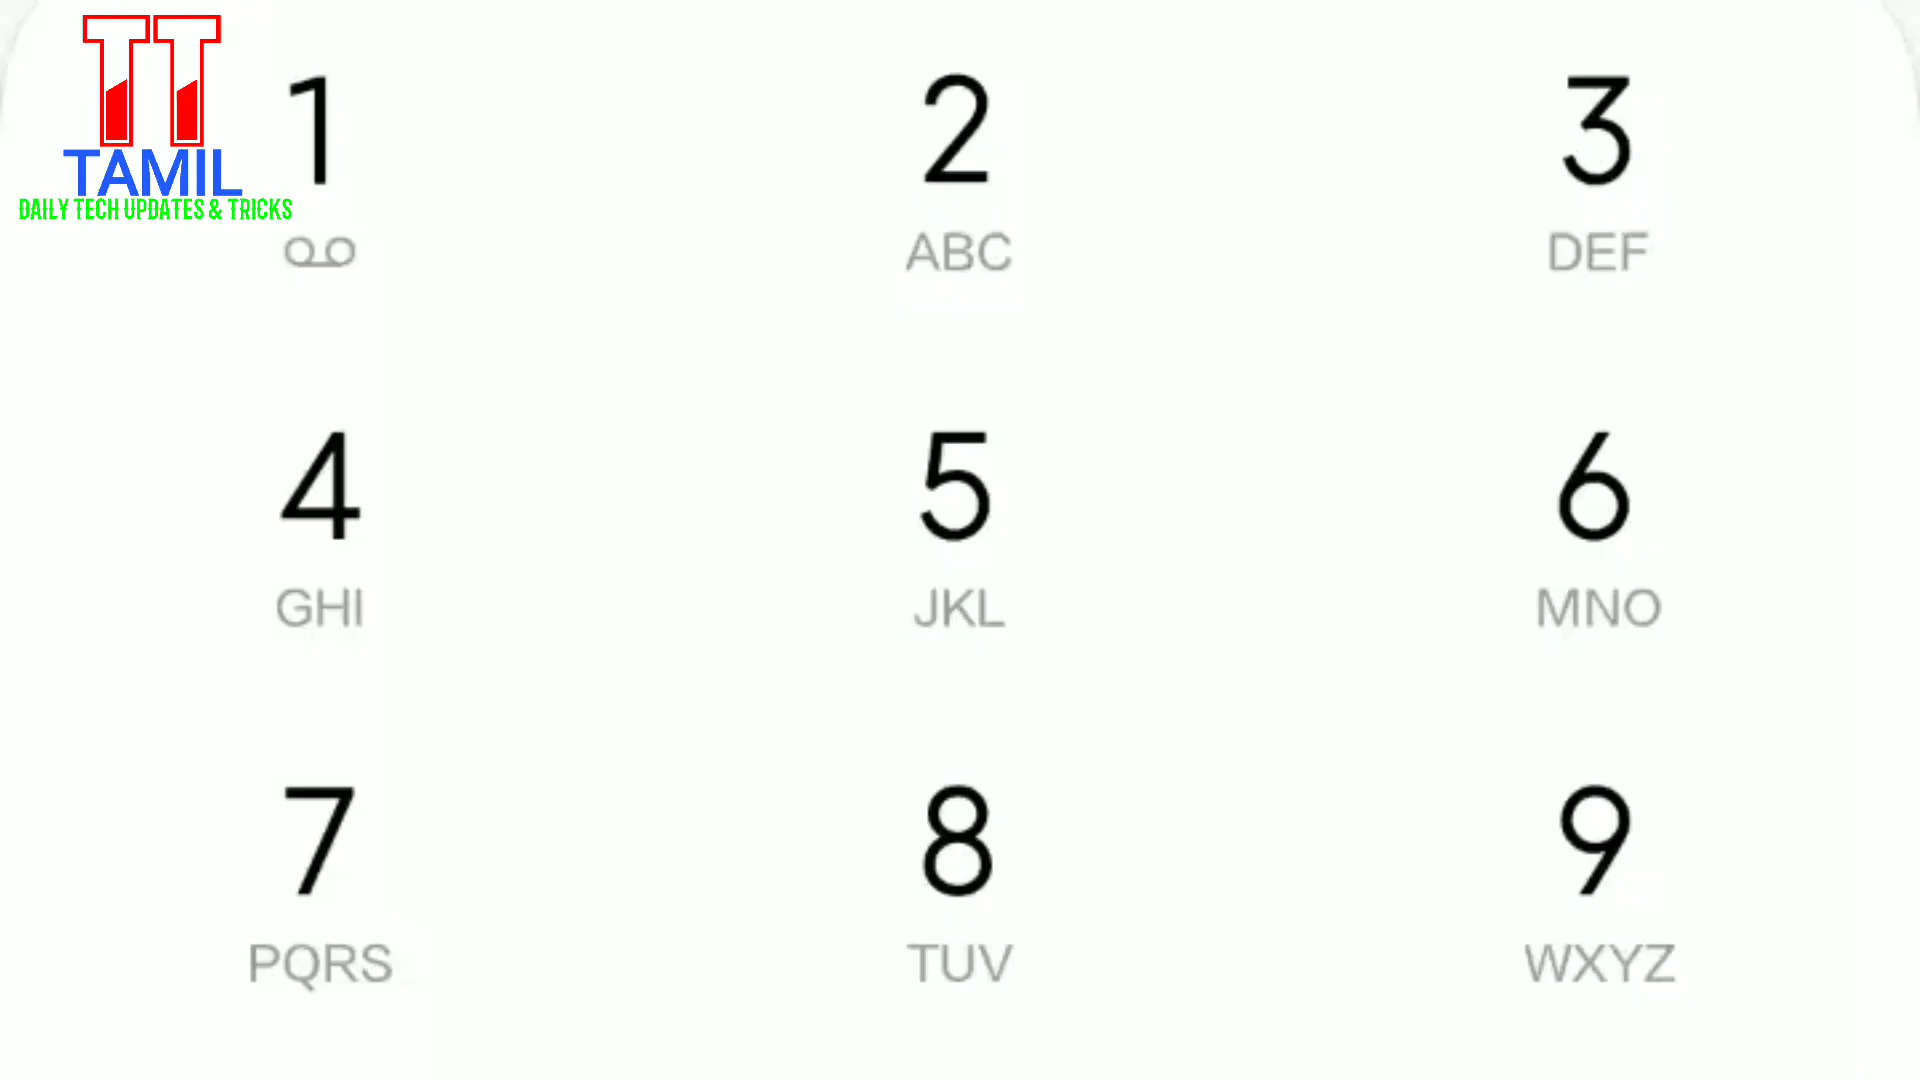 TT
TAMIL
DAILY TECH UPDATES & TRICKS
1 2 3
ABC DEF
4 5 6
GHI JKL MNO
7 8 9
PQRS TUV WXYZ